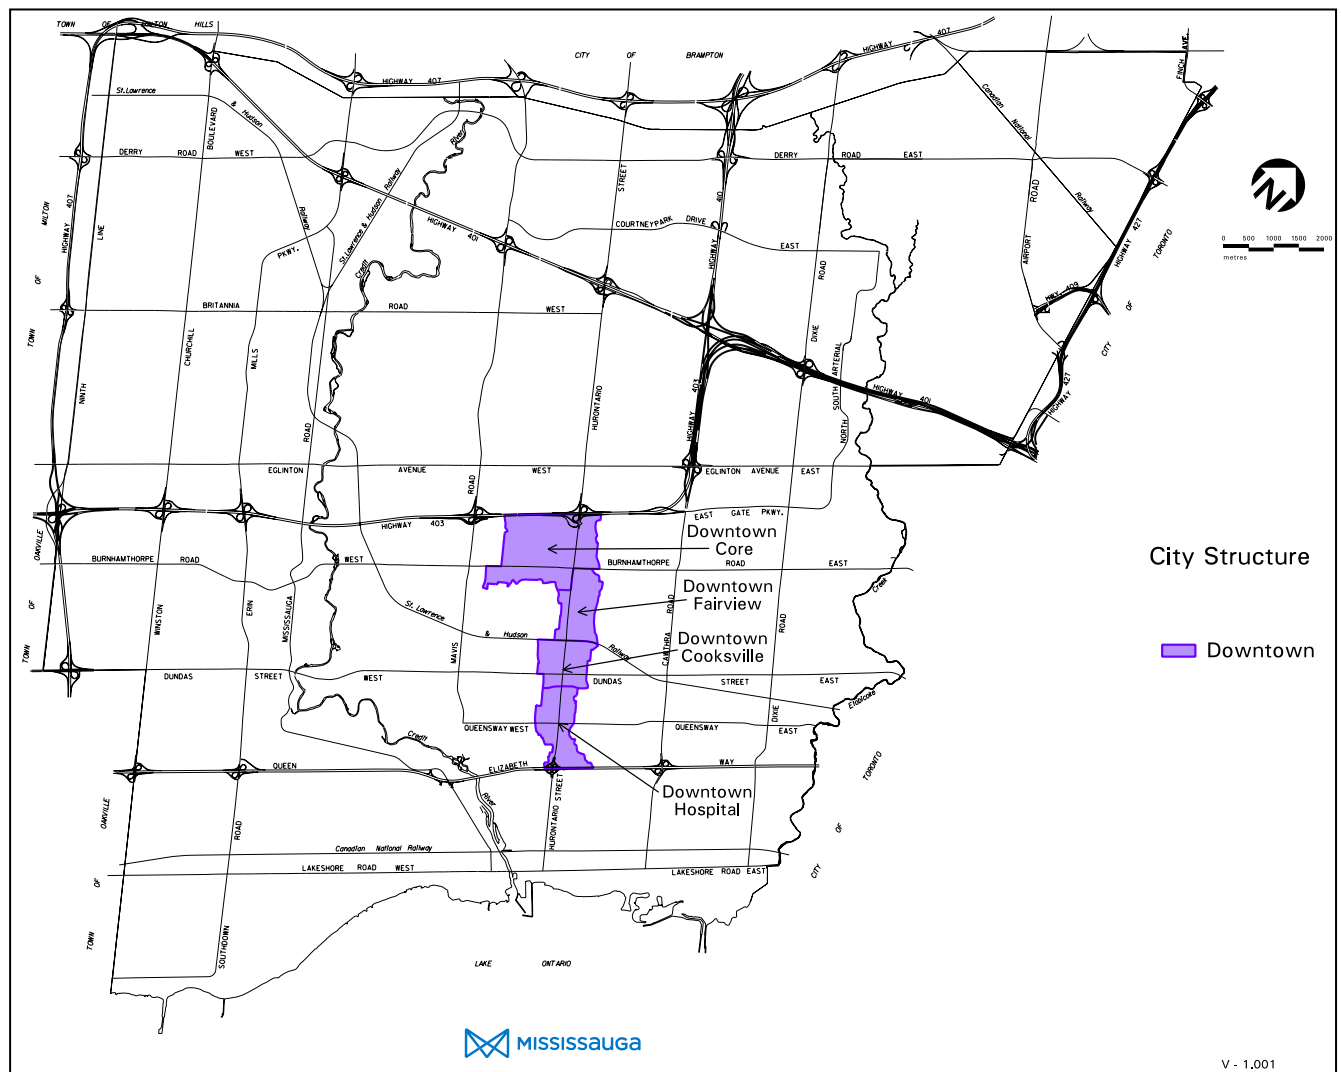 TOWN OF MILTON HILLS
CITY OF BRAMPTON
HIGHWAY 407
HIGHWAY 407
FINCH AVE.
St.Lawrence & Hudson Railway
BOULEVARD
River
Canadian National Railway
DERRY ROAD WEST
DERRY ROAD EAST
STREET
410
ROAD
MILTON
HIGHWAY 407
LINE
St.Lawrence & Hudson Railway
HIGHWAY 401
COURTNEYPARK DRIVE
EAST
HIGHWAY
AIRPORT
HIGHWAY 427
TORONTO
N
0 500 1000 1500 2000
metres
PKWY.
Credit
ROAD
OF
HWY 409
OF
BRITANNIA ROAD WEST
TOWN
CHURCHILL
MILLS
DIXIE
CITY
SOUTH ARTERIAL
NINTH
HURONTARIO
403
HIGHWAY
HIGHWAY 401
427
HIGHWAY
NORTH
ROAD
EGLINTON AVENUE WEST
EGLINTON AVENUE EAST
ROAD
HIGHWAY 403
EAST GATE PKWY.
OAKVILLE
Downtown
Core
BURNHAMTHORPE ROAD WEST
BURNHAMTHORPE ROAD EAST
City Structure
Creek
Downtown
Fairview
OF
WINSTON
ERIN
MISSISSAUGA
St. Lawrence & Hudson Railway
ROAD
ROAD
Downtown
Cooksville
Downtown
TOWN
MAVIS
CAWTHRA
DUNDAS STREET WEST
DUNDAS STREET EAST
Etobicoke
DIXIE
QUEENSWAY WEST
QUEENSWAY EAST
Credit
QUEEN ELIZABETH WAY
TORONTO
Downtown
Hospital
River
HURONTARIO STREET
OAKVILLE
ROAD
OF
Canadian National Railway
LAKESHORE ROAD WEST
LAKESHORE ROAD EAST
CITY
OF
SOUTHDOWN
TOWN
LAKE ONTARIO
MISSISSAUGA
V - 1.001